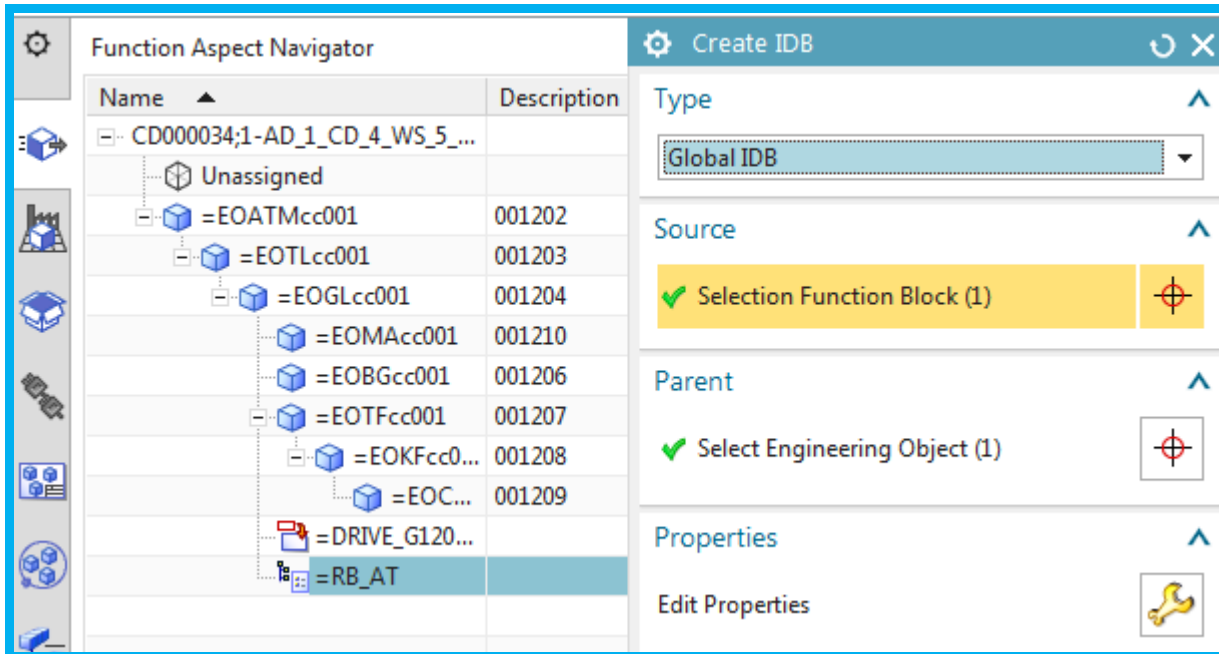 Function Aspect Navigator
Name Description
CD000034;1-AD_1_CD_4_WS_5_...
Unassigned
=EOATMcc001 001202
=EOTLcc001 001203
=EOGLcc001 001204
=EOMAcc001 001210
=EOBGcc001 001206
=EOTFcc001 001207
=EOKFcc0... 001208
=EOC... 001209
=DRIVE_G120...
=RB_AT
Create IDB
Type
Global IDB
Source
Selection Function Block (1)
Parent
Select Engineering Object (1)
Properties
Edit Properties